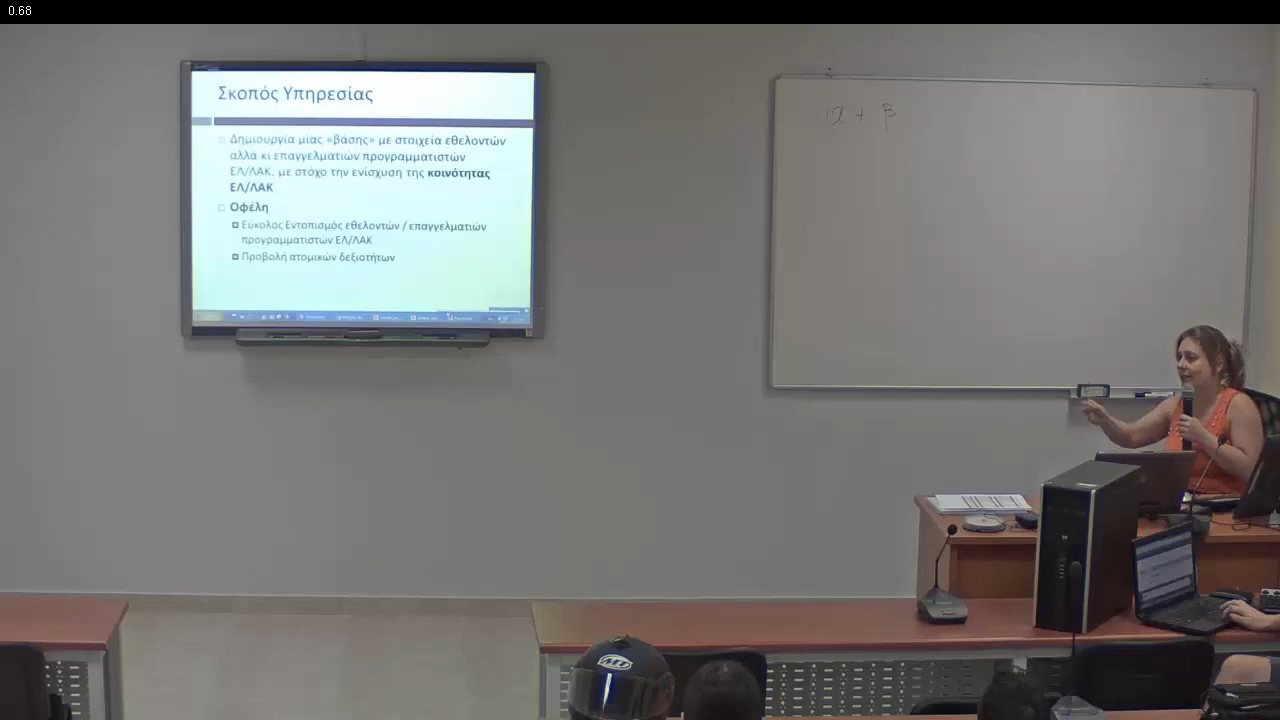 0.68
Σκοπός Υπηρεσίας
Δημιουργία μίας «βάσης» με στοιχεία εθελοντών
αλλά κι επαγγελματιών προγραμματιστών
ΕΛ/ΛΑΚ, με στόχο την ενίσχυση της κοινότητας
ΕΛ/ΛΑΚ
Οφέλη
Εύκολος Εντοπισμός εθελοντών / επαγγελματιών
προγραμματιστών ΕΛ/ΛΑΚ
Προβολή ατομικών δεξιοτήτων
α + β